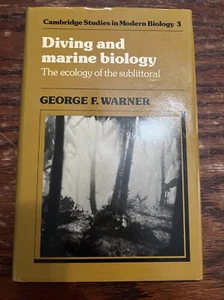 Cambridge Studies in Modern Biology 3
Diving and
marine biology
The ecology of the sublittoral
GEORGE F. WARNER